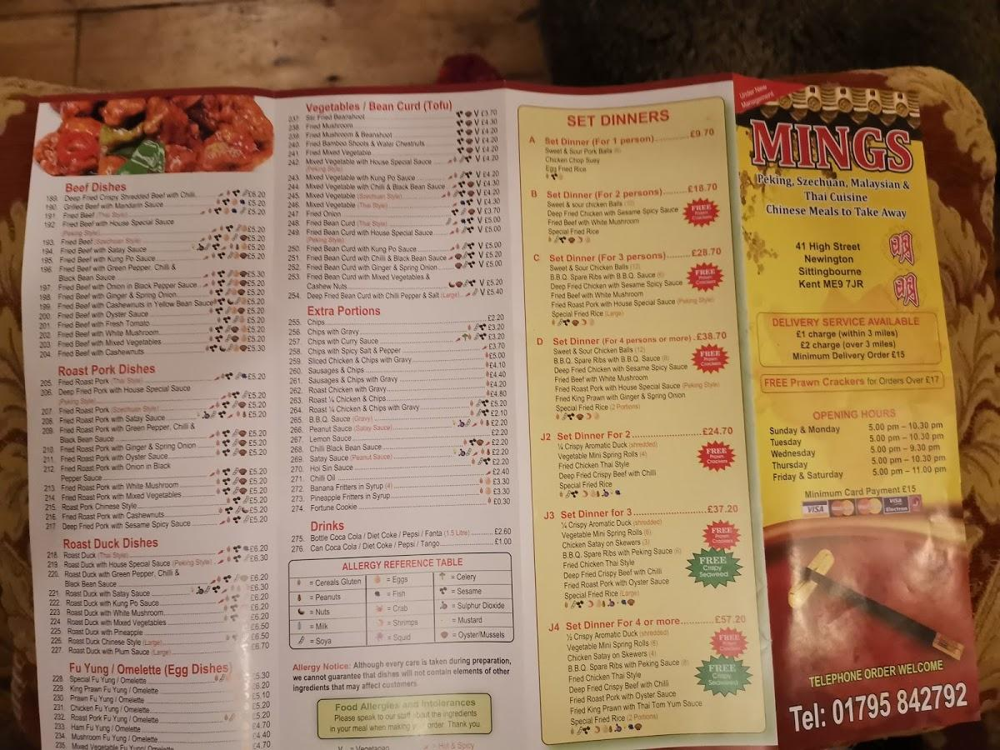 Beef Dishes
189. Deep Fried Crispy Shredded Beef with Chilli £6.20
190. Grilled Beef with Mandarin Sauce £5.20
191. Fried Beef (Thai Style) £5.20
192. Fried Beef with House Special Sauce
(Peking Style) £5.20
193. Fried Beef (Szechuan Style) £5.20
194. Fried Beef with Satay Sauce £5.20
195. Fried Beef with Kung Po Sauce £5.20
196. Fried Beef with Green Pepper, Chilli &
Black Bean Sauce £5.30
197. Fried Beef with Onion in Black Pepper Sauce £5.20
198. Fried Beef with Ginger & Spring Onion £5.20
199. Fried Beef with Cashewnuts in Yellow Bean Sauce £5.20
200. Fried Beef with Oyster Sauce £5.20
201. Fried Beef with Fresh Tomato £5.20
202. Fried Beef with White Mushroom £5.20
203. Fried Beef with Mixed Vegetables £5.20
204. Fried Beef with Cashewnuts £5.30
Roast Pork Dishes
205. Fried Roast Pork (Thai Style) £5.20
206. Deep Fried Pork with House Special Sauce
(Peking Style) £5.20
207. Fried Roast Pork (Szechuan Style) £5.20
208. Fried Roast Pork with Satay Sauce £5.20
209. Fried Roast Pork with Green Pepper, Chilli &
Black Bean Sauce £5.20
210. Fried Roast Pork with Ginger & Spring Onion £5.20
211. Fried Roast Pork with Oyster Sauce £5.20
212. Fried Roast Pork with Onion in Black
Pepper Sauce £5.20
213. Fried Roast Pork with White Mushroom £5.20
214. Fried Roast Pork with Mixed Vegetables £5.20
215. Roast Pork Chinese Style £5.20
216. Fried Roast Pork with Cashewnuts £5.20
217. Deep Fried Pork with Sesame Spicy Sauce £5.20
Roast Duck Dishes
218. Roast Duck (Thai Style) £6.20
219. Roast Duck with House Special Sauce (Peking Style) £6.30
220. Roast Duck with Green Pepper, Chilli &
Black Bean Sauce £6.20
221. Roast Duck with Satay Sauce £6.30
222. Roast Duck with Kung Po Sauce £6.20
223. Roast Duck with White Mushroom £6.20
224. Roast Duck with Mixed Vegetables £6.20
225. Roast Duck with Pineapple £6.50
226. Roast Duck Chinese Style (Large) £6.50
227. Roast Duck with Plum Sauce (Large) £6.70
Fu Yung / Omelette (Egg Dishes)
228. Special Fu Yung / Omelette £5.30
229. King Prawn Fu Yung / Omelette £6.20
230. Prawn Fu Yung / Omelette £5.10
231. Chicken Fu Yung / Omelette £5.20
232. Roast Pork Fu Yung / Omelette £5.20
233. Ham Fu Yung / Omelette £4.70
234. Mushroom Fu Yung / Omelette £4.40
235. Mixed Vegetable Fu Yung / Omelette £4.70
Vegetables / Bean Curd (Tofu)
237. Stir Fried Beanshoot V £3.70
238. Fried Mushroom V £4.30
239. Fried Mushroom & Beanshoot V £4.20
240. Fried Bamboo Shoots & Water Chestnuts V £4.20
241. Fried Mixed Vegetable V £4.20
242. Mixed Vegetable with House Special Sauce V £4.20
(Peking Style)
243. Mixed Vegetable with Kung Po Sauce V £4.20
244. Mixed Vegetable with Chilli & Black Bean Sauce V £4.30
245. Mixed Vegetable (Szechuan Style) V £4.20
246. Mixed Vegetable (Thai Style) V £4.30
247. Fried Onion V £3.70
248. Fried Bean Curd (Thai Style) V £5.00
249. Fried Bean Curd with House Special Sauce V £5.00
(Peking Style)
250. Fried Bean Curd with Kung Po Sauce V £5.00
251. Fried Bean Curd with Chilli & Black Bean Sauce V £5.00
252. Fried Bean Curd with Ginger & Spring Onion V £5.00
253. Fried Bean Curd with Mixed Vegetables &
Cashew Nuts V £5.20
254. Deep Fried Bean Curd with Chilli Pepper & Salt (Large) V £5.40
Extra Portions
255. Chips £2.20
256. Chips with Gravy £3.20
257. Chips with Curry Sauce £3.20
258. Chips with Spicy Salt & Pepper £3.70
259. Sliced Chicken & Chips with Gravy £5.00
260. Sausages & Chips £4.10
261. Sausages & Chips with Gravy £4.40
262. Roast Chicken with Gravy £4.20
263. Roast ¼ Chicken & Chips £4.80
264. Roast ¼ Chicken & Chips with Gravy £5.20
265. B.B.Q. Sauce (Gravy) £2.10
266. Peanut Sauce (Satay Sauce) £2.20
267. Lemon Sauce £2.20
268. Chilli Black Bean Sauce £2.20
269. Satay Sauce (Peanut Sauce) £2.20
270. Hoi Sin Sauce £2.20
271. Chilli Oil £2.40
272. Banana Fritters in Syrup (4) £3.30
273. Pineapple Fritters in Syrup £3.30
274. Fortune Cookie £0.30
Drinks
275. Bottle Coca Cola / Diet Coke / Pepsi / Fanta (1.5 Litre) £2.60
276. Can Coca Cola / Diet Coke / Pepsi / Tango £1.00
ALLERGY REFERENCE TABLE
= Cereals Gluten = Eggs = Celery
= Peanuts = Fish = Sesame
= Nuts = Crab = Sulphur Dioxide
= Milk = Shrimps = Mustard
= Soya = Squid = Oyster/Mussels
Allergy Notice: Although every care is taken during preparation,
we cannot guarantee that dishes will not contain elements of other
ingredients that may affect customers.
Food Allergies and Intolerances
Please speak to our staff about the ingredients
in your meal when making your order. Thank you.
V = Vegetarian = Hot & Spicy
SET DINNERS
A Set Dinner (For 1 person) £9.70
Sweet & Sour Pork Balls (6)
Chicken Chop Suey
Egg Fried Rice
B Set Dinner (For 2 persons) £18.70
Sweet & sour chicken Balls (10)
Deep Fried Chicken with Sesame Spicy Sauce
Fried Beef with White Mushroom
Special Fried Rice
FREE
Prawn
Crackers
C Set Dinner (For 3 persons) £28.70
Sweet & Sour Chicken Balls (12)
B.B.Q. Spare Ribs with B.B.Q. Sauce (6)
Deep Fried Chicken with Sesame Spicy Sauce
Fried Beef with White Mushroom
Fried Roast Pork with House Special Sauce (Peking Style)
Special Fried Rice (Large)
FREE
Prawn
Crackers
D Set Dinner (For 4 persons or more) £38.70
Sweet & Sour Chicken Balls (12)
B.B.Q. Spare Ribs with B.B.Q. Sauce (8)
Deep Fried Chicken with Sesame Spicy Sauce
Fried Beef with White Mushroom
Fried Roast Pork with House Special Sauce (Peking Style)
Fried King Prawn with Ginger & Spring Onion
Special Fried Rice (2 Portions)
FREE
Prawn
Crackers
J2 Set Dinner For 2 £24.70
¼ Crispy Aromatic Duck (shredded)
Vegetable Mini Spring Rolls (4)
Fried Chicken Thai Style
Deep Fried Crispy Beef with Chilli
Special Fried Rice
FREE
Prawn
Crackers
J3 Set Dinner for 3 £37.20
¼ Crispy Aromatic Duck (shredded)
Vegetable Mini Spring Rolls (6)
Chicken Satay on Skewers (3)
B.B.Q. Spare Ribs with Peking Sauce (6)
Fried Chicken Thai Style
Deep Fried Crispy Beef with Chilli
Fried Roast Pork with Oyster Sauce
Special Fried Rice (Large)
FREE
Prawn
Crackers
FREE
Crispy
Seaweed
J4 Set Dinner For 4 or more £57.20
½ Crispy Aromatic Duck (shredded)
Vegetable Mini Spring Rolls (8)
Chicken Satay on Skewers (4)
B.B.Q. Spare Ribs with Peking Sauce (8)
Fried Chicken Thai Style
Deep Fried Crispy Beef with Chilli
Fried Roast Pork with Oyster Sauce
Fried King Prawn with Thai Tom Yum Sauce
Special Fried Rice (2 Portions)
FREE
Prawn
Crackers
FREE
Crispy
Seaweed
Under New
Management
MINGS
Peking, Szechuan, Malaysian &
Thai Cuisine
Chinese Meals to Take Away
41 High Street
Newington
Sittingbourne
Kent ME9 7JR
明
明
DELIVERY SERVICE AVAILABLE
£1 charge (within 3 miles)
£2 charge (over 3 miles)
Minimum Delivery Order £15
FREE Prawn Crackers for Orders Over £17
OPENING HOURS
Sunday & Monday 5.00 pm – 10.30 pm
Tuesday 5.00 pm – 10.30 pm
Wednesday 5.00 pm – 9.30 pm
Thursday 5.00 pm – 10.30 pm
Friday & Saturday 5.00 pm – 11.00 pm
Minimum Card Payment £15
VISA MasterCard VISA Electron
TELEPHONE ORDER WELCOME
Tel: 01795 842792